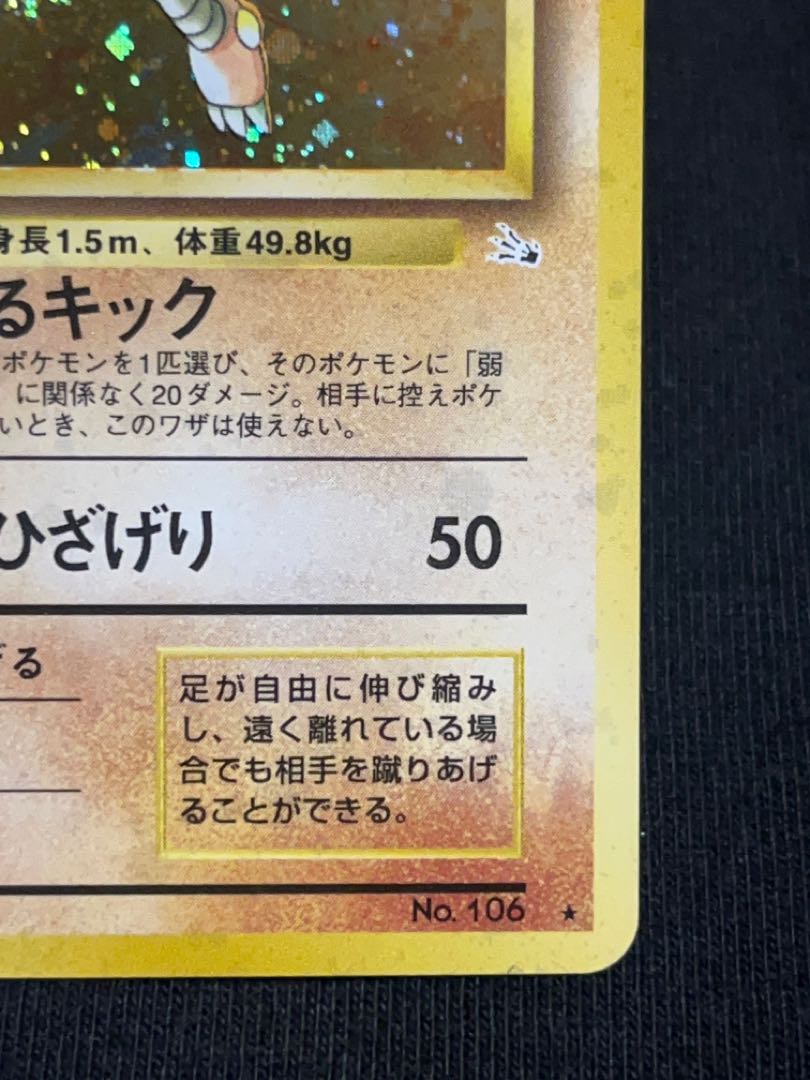 身長1.5m、体重49.8kg
るキック
ポケモンを1匹選び、そのポケモンに「弱
に関係なく20ダメージ。相手に控えポケ
いとき、このワザは使えない。
ひざげり 50
げる
足が自由に伸び縮み
し、遠く離れている場
合でも相手を蹴りあげ
ることができる。
No. 106 ★